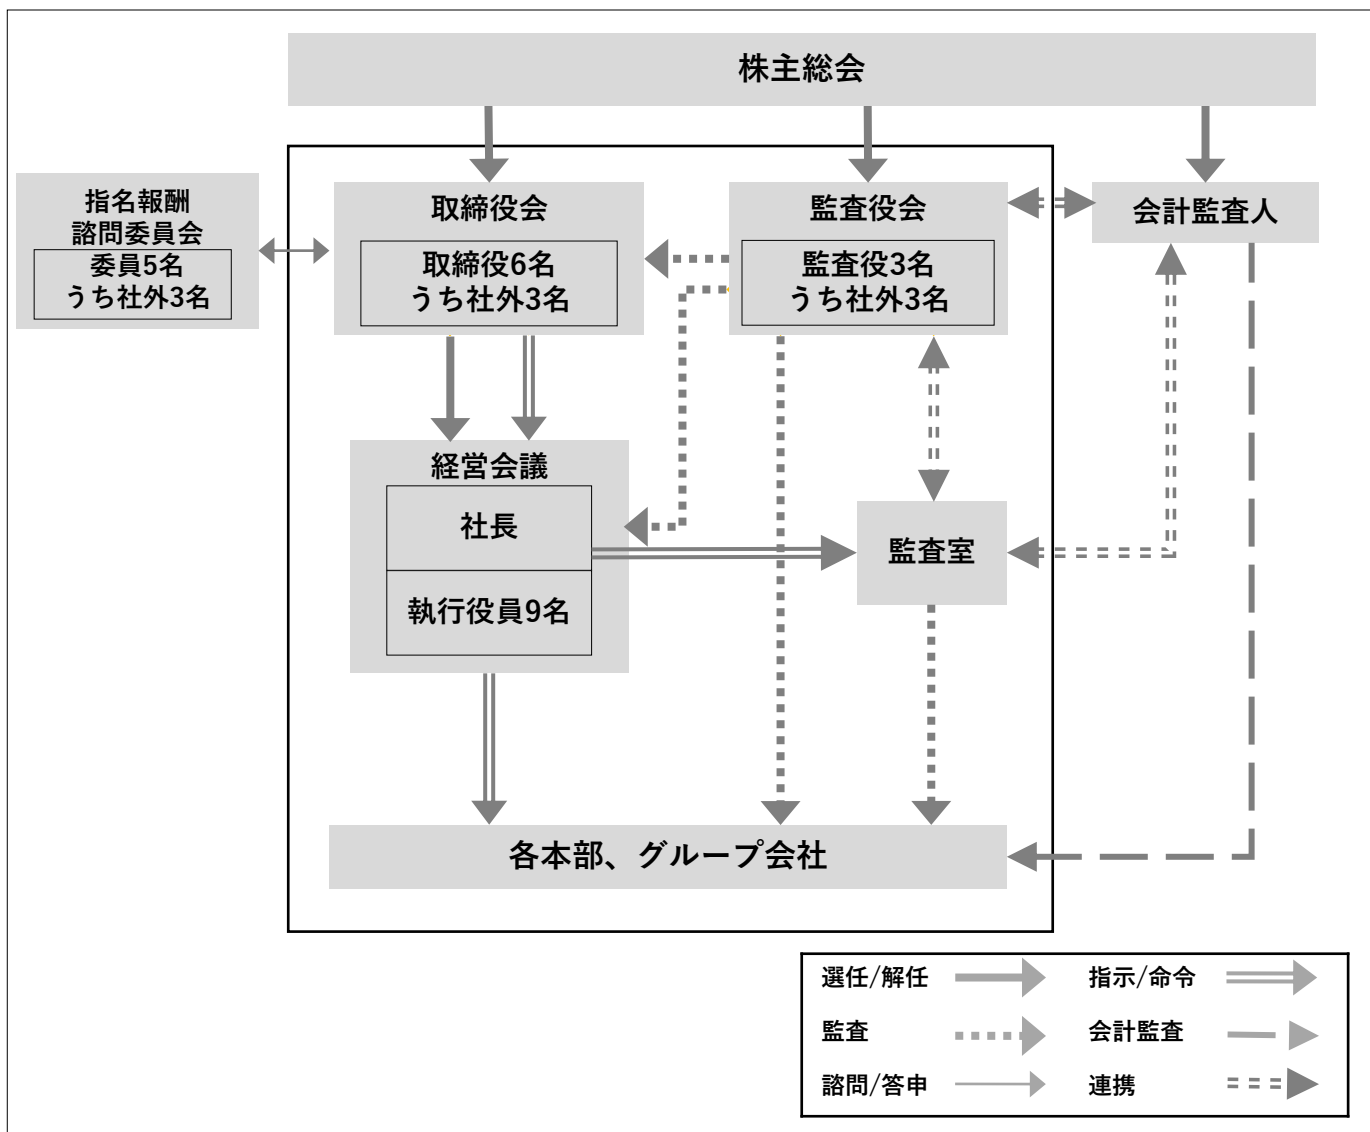 株主総会
指名報酬
諮問委員会
委員5名
うち社外3名
取締役会
取締役6名
うち社外3名
監査役会
監査役3名
うち社外3名
会計監査人
経営会議
社長
執行役員9名
監査室
各本部、グループ会社
選任/解任
指示/命令
監査
会計監査
諮問/答申
連携